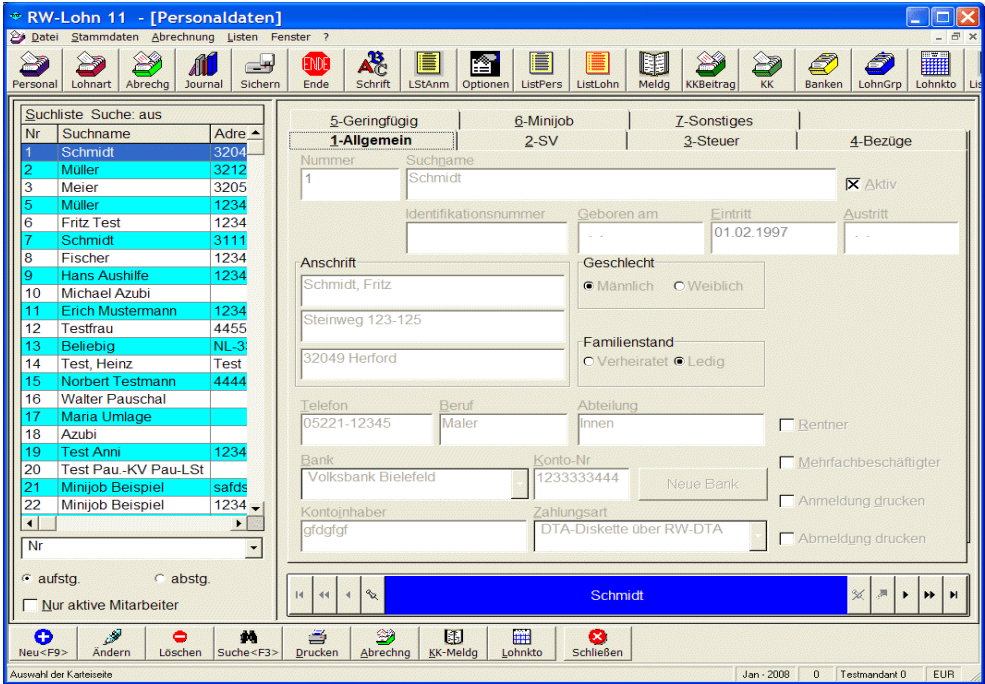 RW-Lohn 11 - [Personaldaten]
Datei Stammdaten Abrechnung Listen Fenster ?
Personal Lohnart Abrechg Journal Sichern Ende Schrift LStAnm Optionen ListPers ListLohn Meldg KKBeitrag KK Banken LohnGrp Lohnkto Lis
ENDE
Suchliste Suche: aus
Nr Suchname Adre
1 Schmidt 3204
2 Müller 3212
3 Meier 3205
5 Müller 1234
6 Fritz Test 1234
7 Schmidt 3111
8 Fischer 1234
9 Hans Aushilfe 1234
10 Michael Azubi
11 Erich Mustermann 1234
12 Testfrau 4455
13 Beliebig NL-3
14 Test, Heinz Test
15 Norbert Testmann 4444
16 Walter Pauschal
17 Maria Umlage
18 Azubi
19 Test Anni 1234
20 Test Pau.-KV Pau-LSt
21 Minijob Beispiel safds
22 Minijob Beispiel 1234
Nr
aufstg. abstg.
Nur aktive Mitarbeiter
5-Geringfügig 6-Minijob 7-Sonstiges
1-Allgemein 2-SV 3-Steuer 4-Bezüge
Nummer Suchname
1 Schmidt Aktiv
Identifikationsnummer Geboren am Eintritt Austritt
. . 01.02.1997 . .
Anschrift Geschlecht
Schmidt, Fritz Männlich Weiblich
Steinweg 123-125
Familienstand
32049 Herford Verheiratet Ledig
Telefon Beruf Abteilung
05221-12345 Maler Innen Rentner
Bank Konto-Nr Mehrfachbeschäftigter
Volksbank Bielefeld 1233333444 Neue Bank
Anmeldung drucken
Kontoinhaber Zahlungsart
gfdgfgf DTA-Diskette über RW-DTA Abmeldung drucken
Schmidt
Neu<F9> Ändern Löschen Suche<F3> Drucken Abrechng KK-Meldg Lohnkto Schließen
Auswahl der Karteiseite Jan - 2008 0 Testmandant 0 EUR